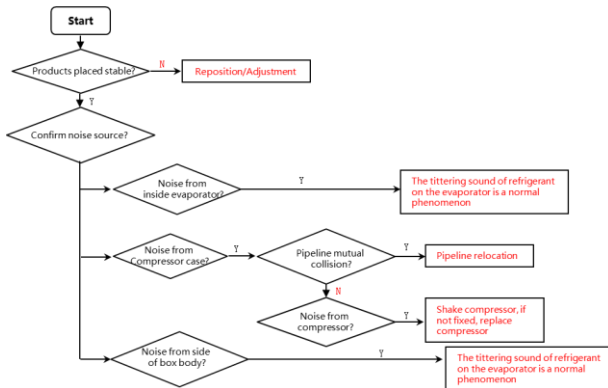 Start
Products placed stable?
N
Reposition/Adjustment
Y
Confirm noise source?
Noise from
inside evaporator?
Y
The tittering sound of refrigerant
on the evaporator is a normal
phenomenon
Noise from
Compressor case?
Y
Pipeline mutual
collision?
Y
Pipeline relocation
N
Noise from
compressor?
Y
Shake compressor, if
not fixed, replace
compressor
Noise from side
of box body?
Y
The tittering sound of refrigerant
on the evaporator is a normal
phenomenon